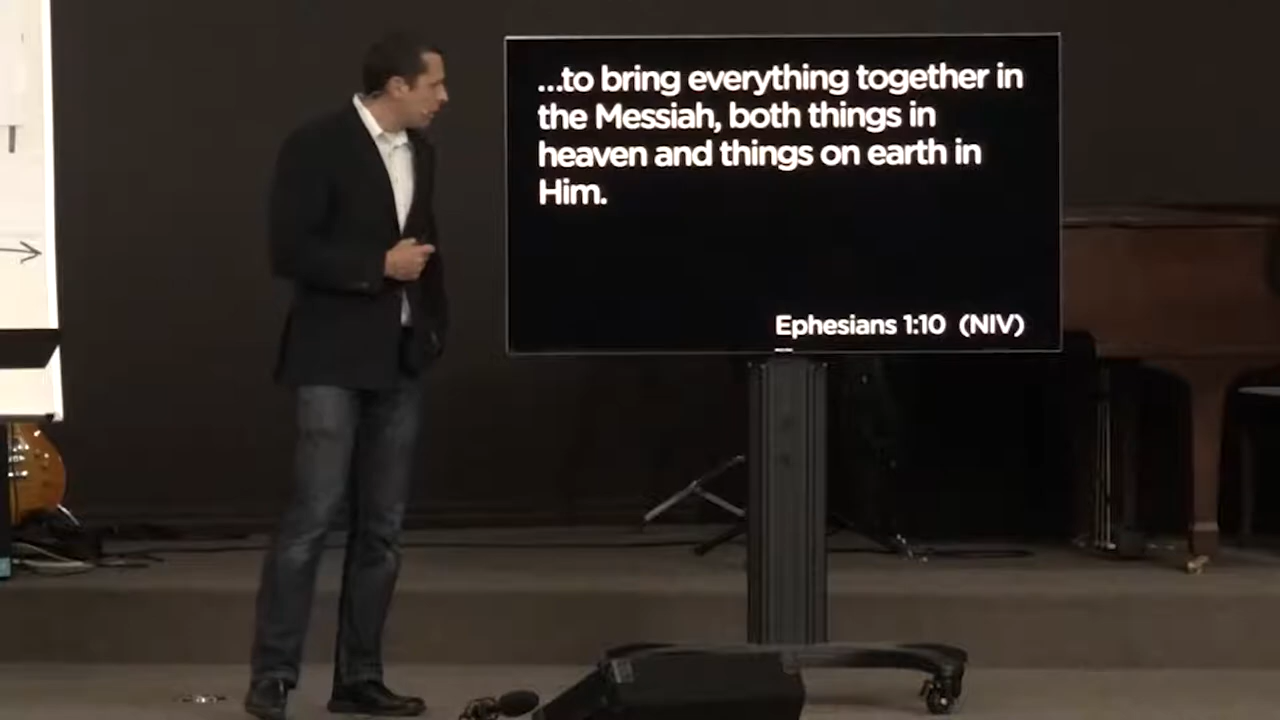 ...to bring everything together in
the Messiah, both things in
heaven and things on earth in
Him.
Ephesians 1:10 (NIV)